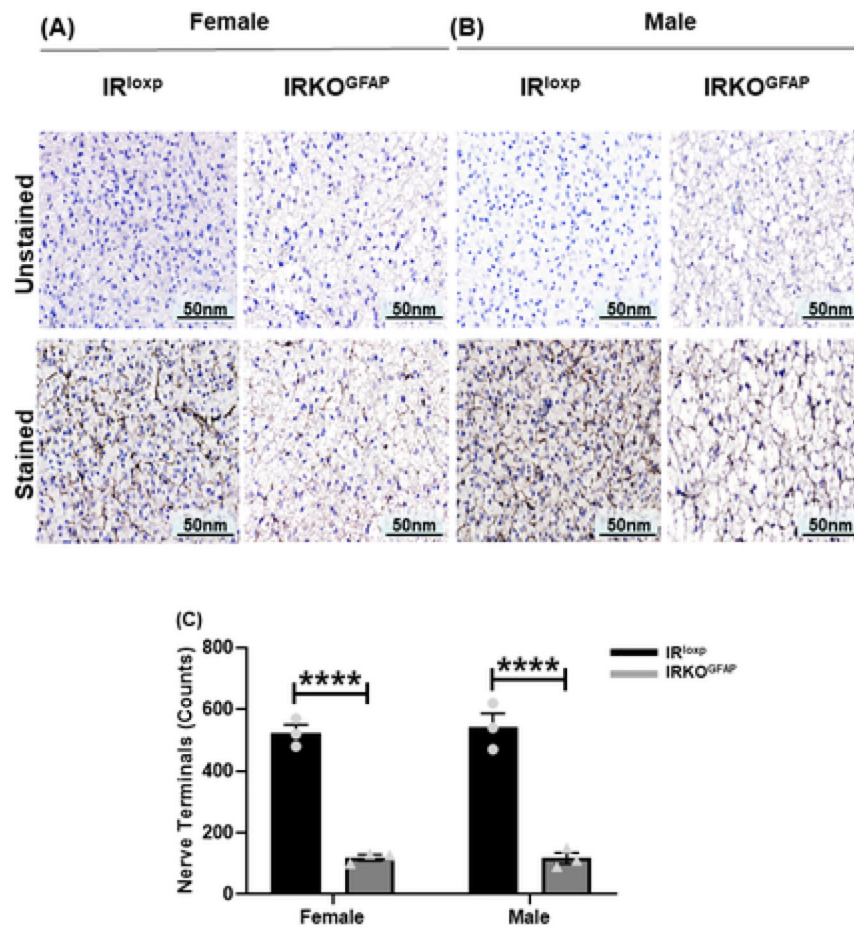 (A) Female (B) Male
IRloxp IRKOGFAP IRloxp IRKOGFAP
Unstained
50nm 50nm 50nm 50nm
Stained
50nm 50nm 50nm 50nm
(C)
Nerve Terminals (Counts)
800
600
400
200
0
**** ****
IRloxp
IRKOGFAP
Female Male